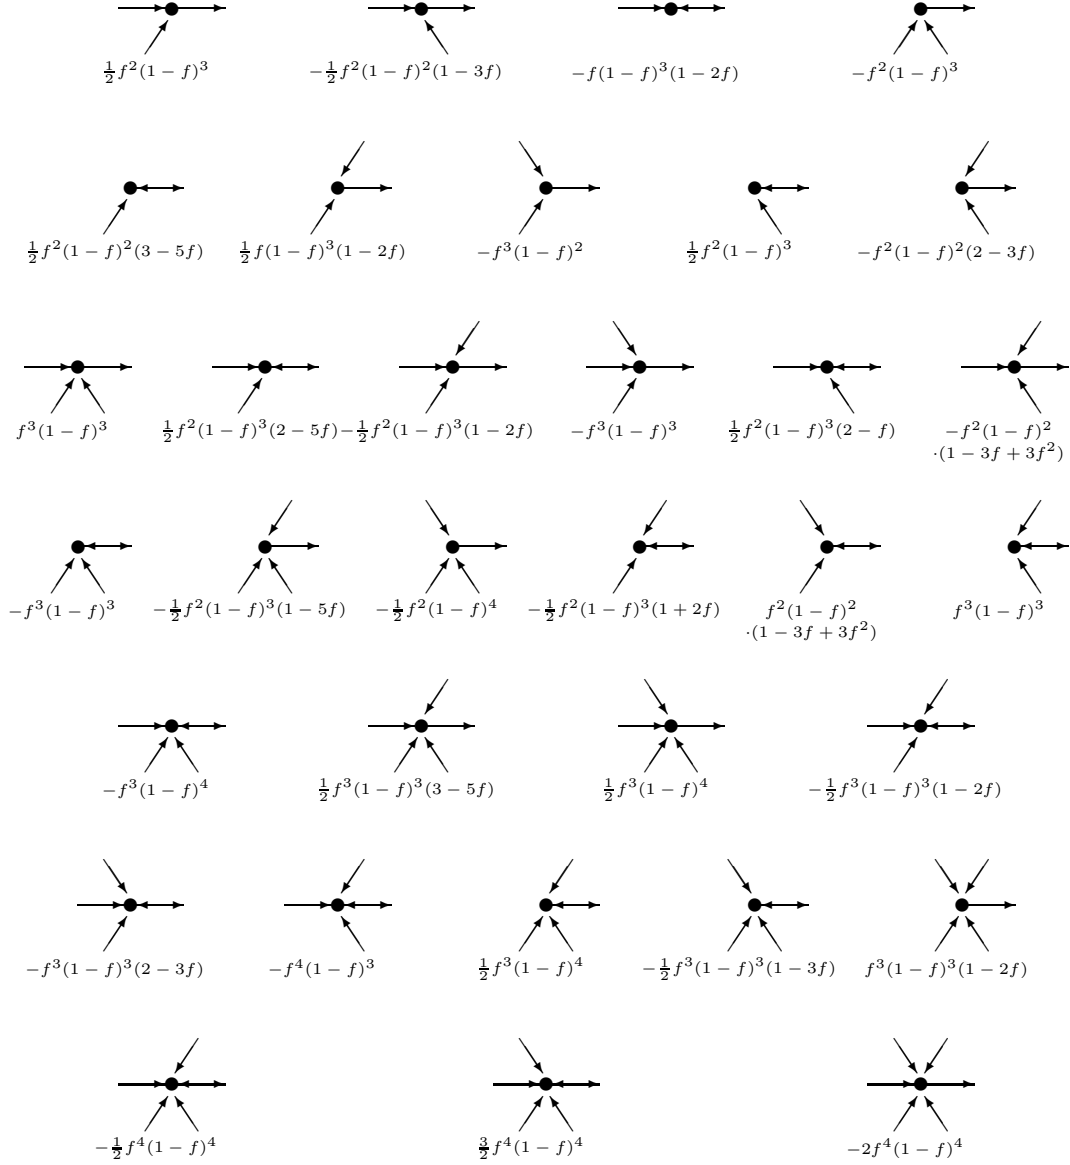 ½f²(1 − f)³
−½f²(1 − f)²(1 − 3f)
−f(1 − f)³(1 − 2f)
−f²(1 − f)³
½f²(1 − f)²(3 − 5f)
½f(1 − f)³(1 − 2f)
−f³(1 − f)²
½f²(1 − f)³
−f²(1 − f)²(2 − 3f)
f³(1 − f)³
½f²(1 − f)³(2 − 5f)
−½f²(1 − f)³(1 − 2f)
−f³(1 − f)³
½f²(1 − f)³(2 − f)
−f²(1 − f)²
·(1 − 3f + 3f²)
−f³(1 − f)³
−½f²(1 − f)³(1 − 5f)
−½f²(1 − f)⁴
−½f²(1 − f)³(1 + 2f)
f²(1 − f)²
·(1 − 3f + 3f²)
f³(1 − f)³
−f³(1 − f)⁴
½f³(1 − f)³(3 − 5f)
½f³(1 − f)⁴
−½f³(1 − f)³(1 − 2f)
−f³(1 − f)³(2 − 3f)
−f⁴(1 − f)³
½f³(1 − f)⁴
−½f³(1 − f)³(1 − 3f)
f³(1 − f)³(1 − 2f)
−½f⁴(1 − f)⁴
3/2f⁴(1 − f)⁴
−2f⁴(1 − f)⁴